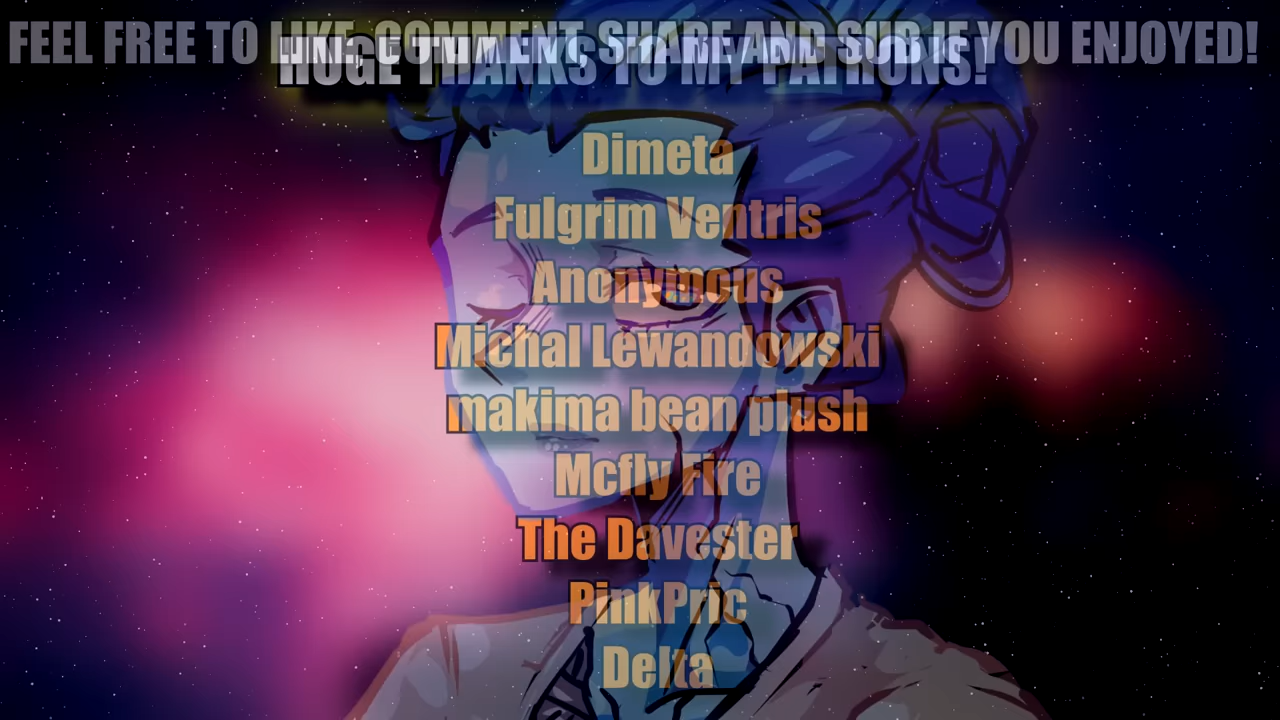 FEEL FREE TO LIKE, COMMENT, SHARE AND SUB IF YOU ENJOYED!
HUGE THANKS TO MY PATRONS!
Dimeta
Fulgrim Ventris
Anonymous
Michal Lewandowski
makima bean plush
Mcfly Fire
The Davester
PinkPric
Delta